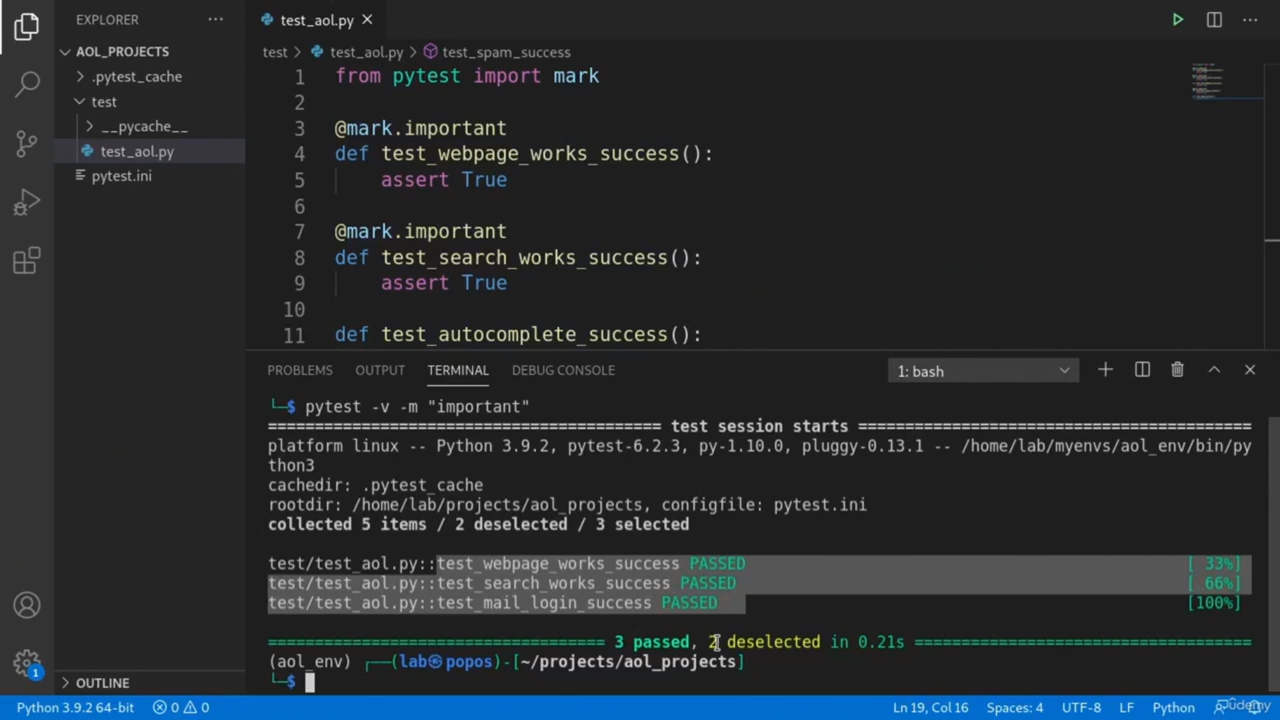 EXPLORER
···
test_aol.py
AOL_PROJECTS
.pytest_cache
test
__pycache__
test_aol.py
pytest.ini
OUTLINE
test > test_aol.py > test_spam_success
1 from pytest import mark
2
3 @mark.important
4 def test_webpage_works_success():
5 assert True
6
7 @mark.important
8 def test_search_works_success():
9 assert True
10
11 def test_autocomplete_success():
PROBLEMS OUTPUT TERMINAL DEBUG CONSOLE 1: bash
└─$ pytest -v -m "important"
===================================== test session starts =====================================
platform linux -- Python 3.9.2, pytest-6.2.3, py-1.10.0, pluggy-0.13.1 -- /home/lab/myenvs/aol_env/bin/py
thon3
cachedir: .pytest_cache
rootdir: /home/lab/projects/aol_projects, configfile: pytest.ini
collected 5 items / 2 deselected / 3 selected
test/test_aol.py::test_webpage_works_success PASSED [ 33%]
test/test_aol.py::test_search_works_success PASSED [ 66%]
test/test_aol.py::test_mail_login_success PASSED [100%]
================================ 3 passed, 2 deselected in 0.21s ================================
(aol_env) ┌──(lab㉿popos)-[~/projects/aol_projects]
└─$
1
Python 3.9.2 64-bit 0 0 Ln 19, Col 16 Spaces: 4 UTF-8 LF Python
Udemy